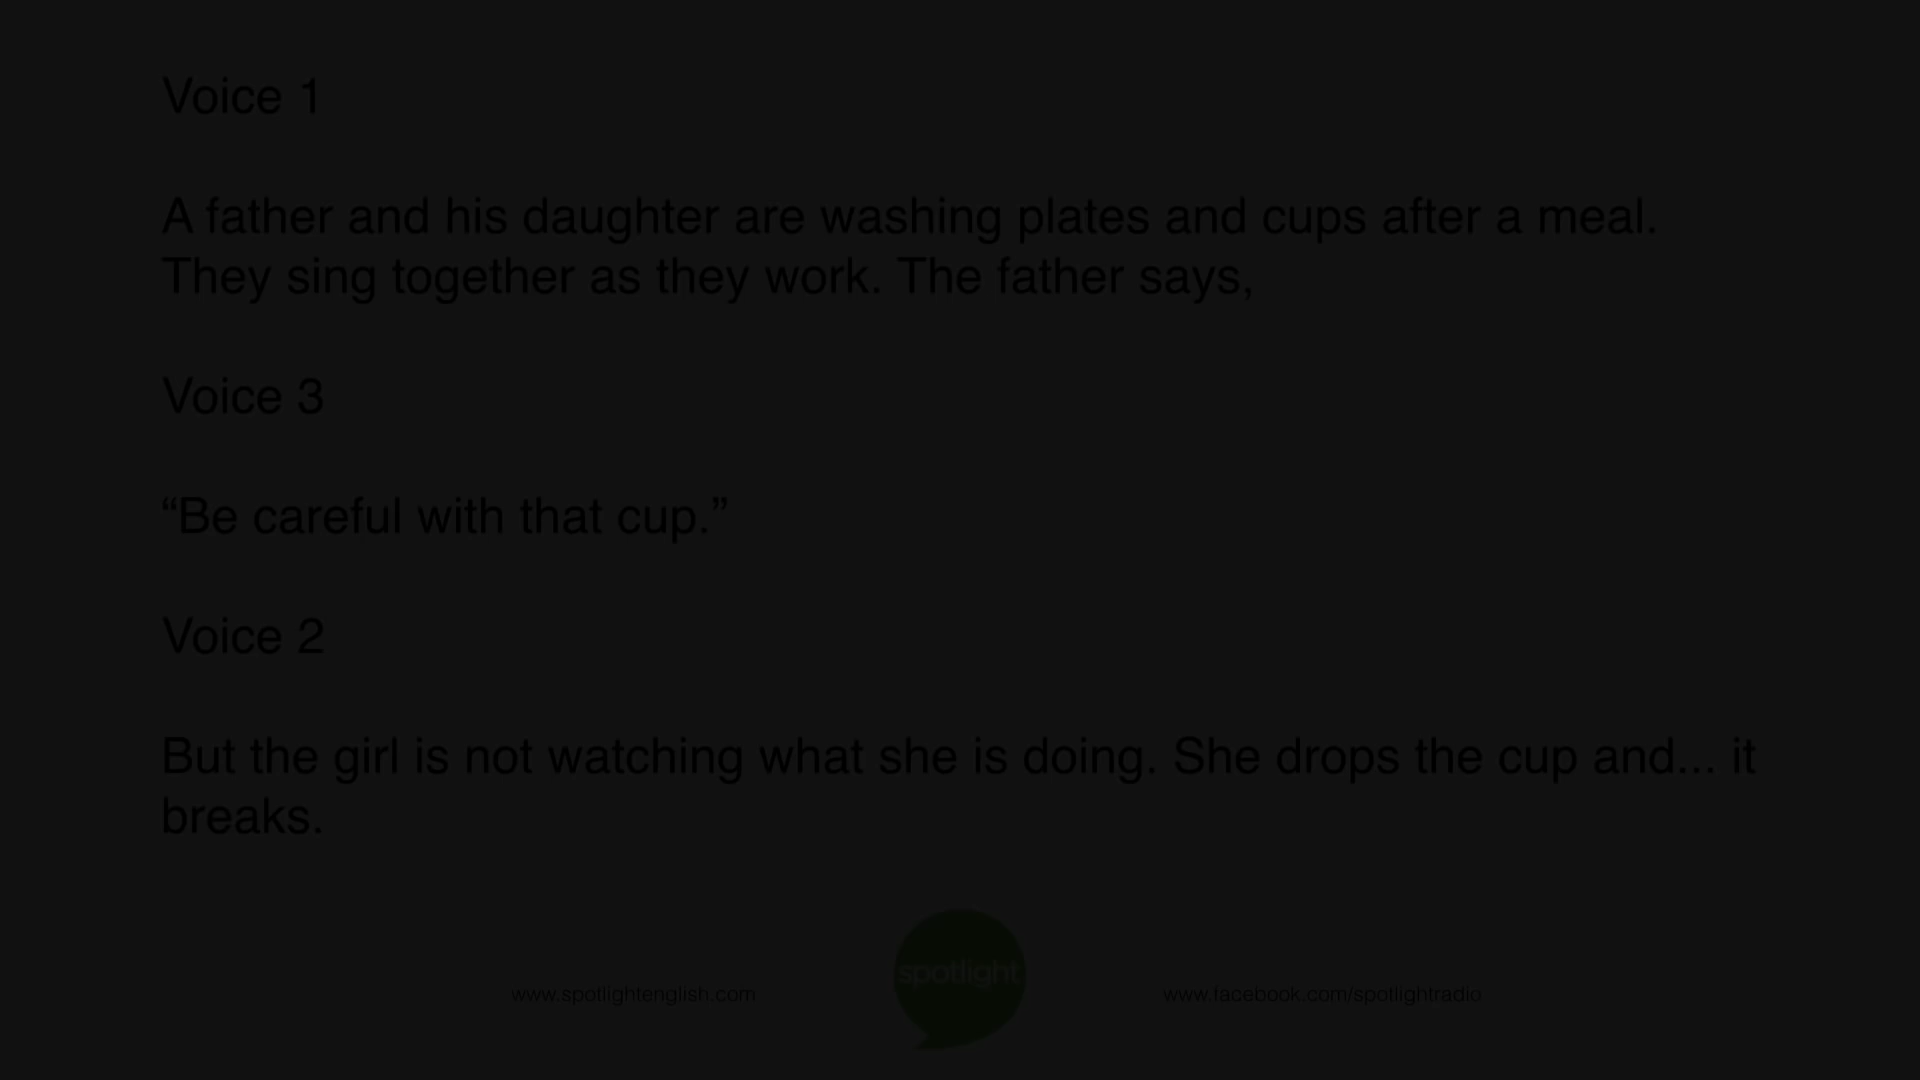 Voice 1
A father and his daughter are washing plates and cups after a meal.
They sing together as they work. The father says,
Voice 3
“Be careful with that cup.”
Voice 2
But the girl is not watching what she is doing. She drops the cup and... it
breaks.
spotlight
www.spotlightenglish.com
www.facebook.com/spotlightradio